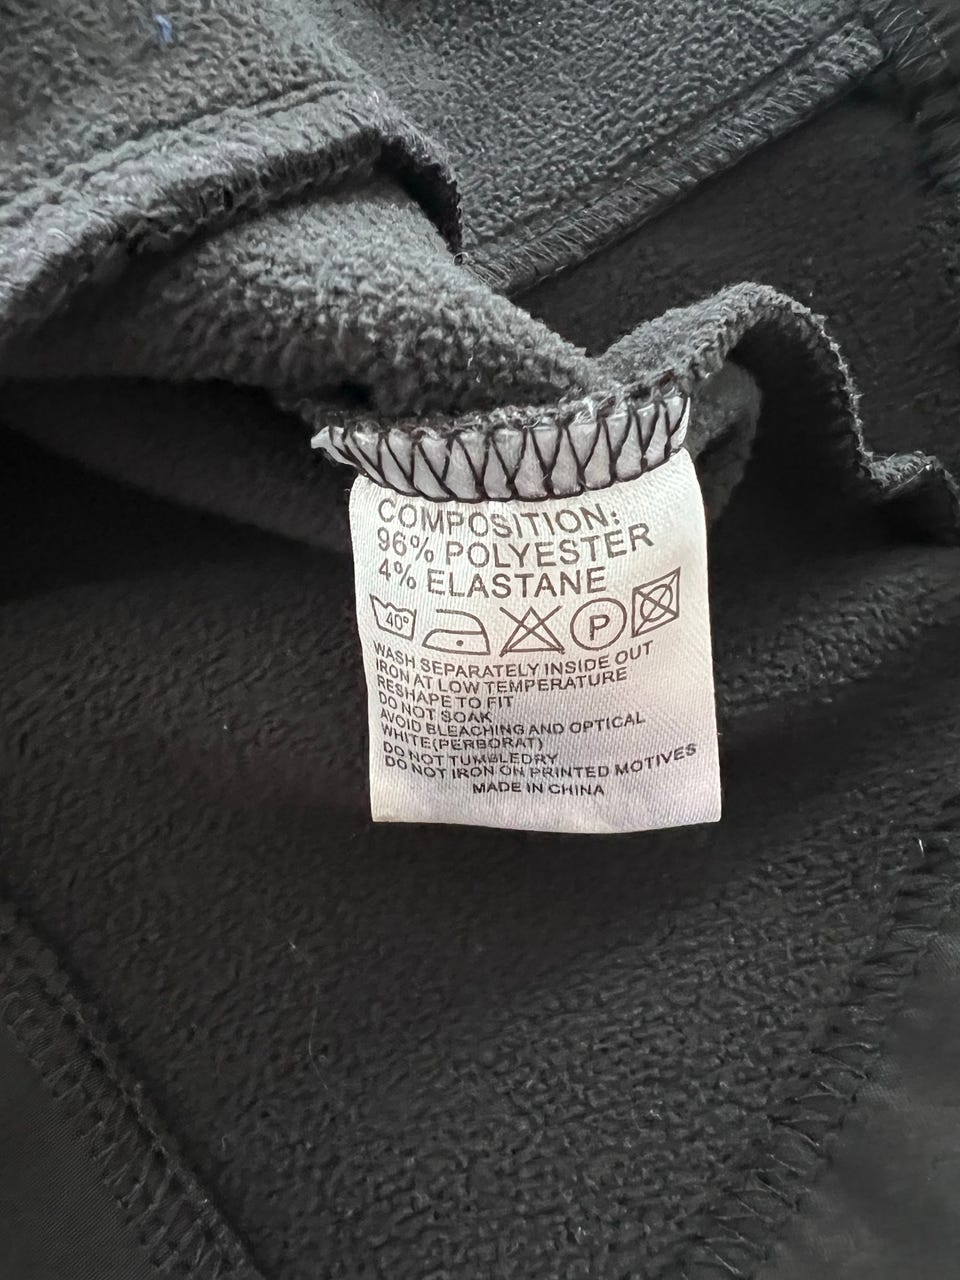 COMPOSITION:
96% POLYESTER
4% ELASTANE
40° P
WASH SEPARATELY INSIDE OUT
IRON AT LOW TEMPERATURE
RESHAPE TO FIT
DO NOT SOAK
AVOID BLEACHING AND OPTICAL
WHITE(PERBORAT)
DO NOT TUMBLEDRY
DO NOT IRON ON PRINTED MOTIVES
MADE IN CHINA